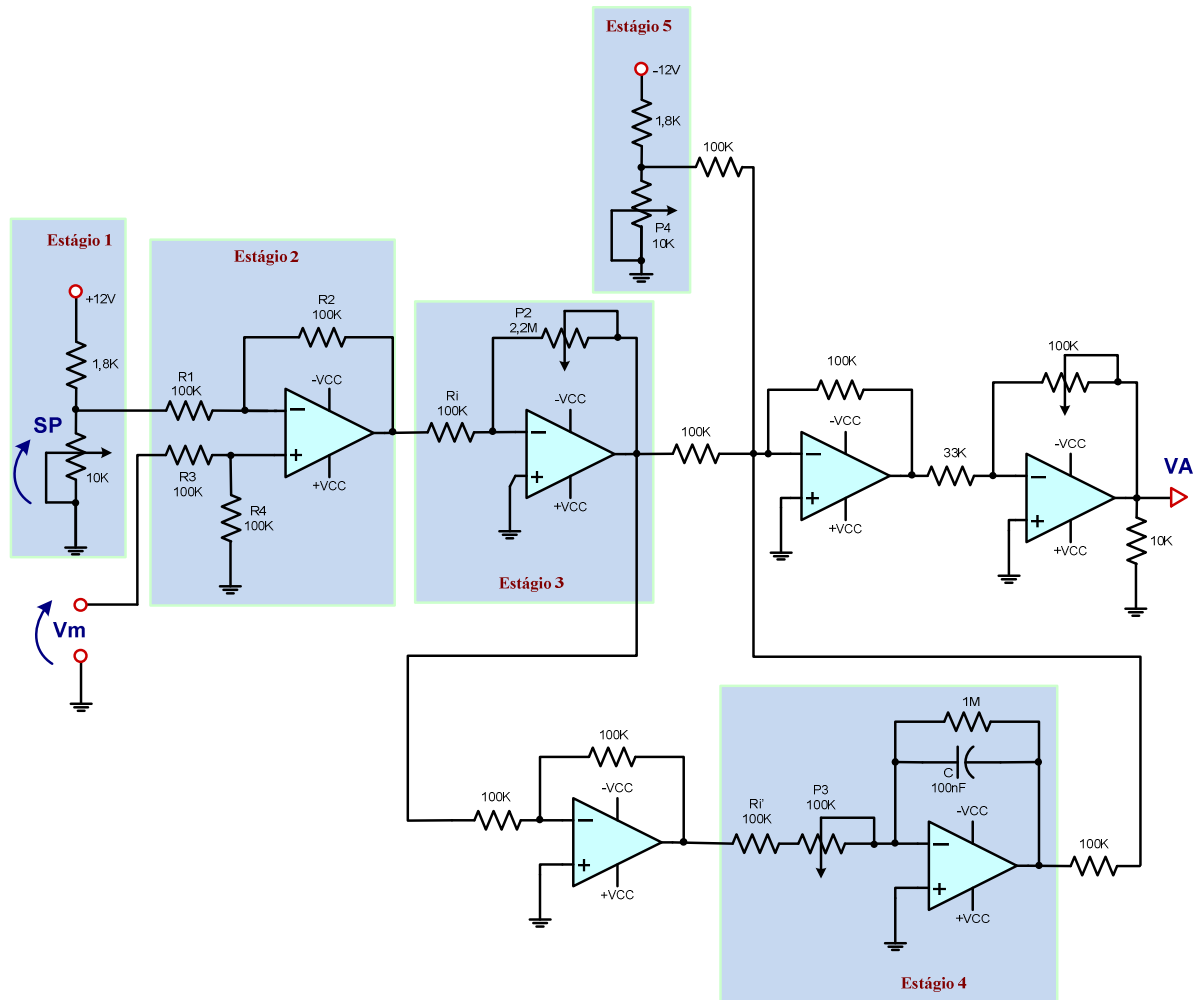 Estágio 5
-12V
1,8K
100K
P4
10K
Estágio 1
+12V
1,8K
SP
10K
Estágio 2
R2
100K
R1
100K
-VCC
R3
100K
+VCC
R4
100K
Vm
P2
2,2M
Ri
100K
-VCC
+VCC
Estágio 3
100K
100K
-VCC
+VCC
33K
100K
-VCC
+VCC
VA
10K
100K
100K
-VCC
+VCC
Ri'
100K
P3
100K
1M
C
100nF
-VCC
+VCC
100K
Estágio 4